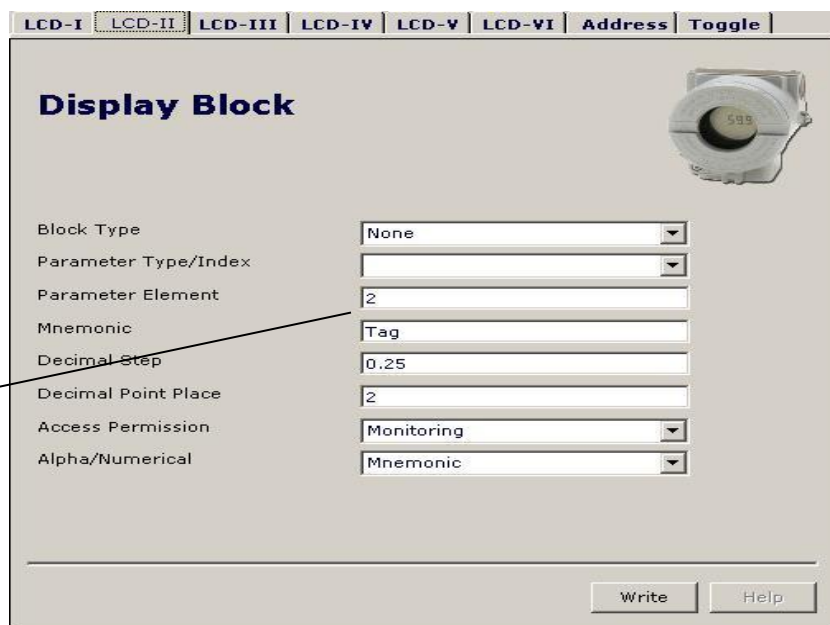 LCD-I LCD-II LCD-III LCD-IV LCD-V LCD-VI Address Toggle
Display Block
599
Block Type None
Parameter Type/Index
Parameter Element 2
Mnemonic Tag
Decimal Step 0.25
Decimal Point Place 2
Access Permission Monitoring
Alpha/Numerical Mnemonic
Write Help